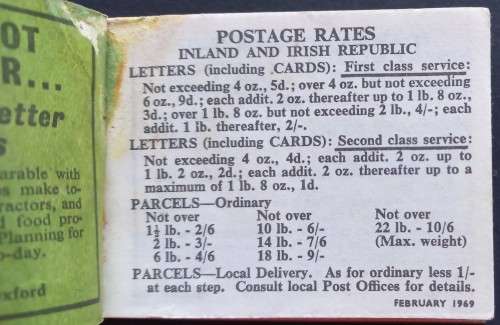 OT
R...
etter
s
arable with
os make to-
ractors, and
d food pro-
Planning for
o-day.
exford
POSTAGE RATES
INLAND AND IRISH REPUBLIC
LETTERS (including CARDS): First class service:
Not exceeding 4 oz., 5d.; over 4 oz. but not exceeding
6 oz., 9d.; each addit. 2 oz. thereafter up to 1 lb. 8 oz.,
3d.; over 1 lb. 8 oz. but not exceeding 2 lb., 4/-; each
addit. 1 lb. thereafter, 2/-.
LETTERS (including CARDS): Second class service:
Not exceeding 4 oz., 4d.; each addit. 2 oz. up to
1 lb. 2 oz., 2d.; each addit. 2 oz. thereafter up to a
maximum of 1 lb. 8 oz., 1d.
PARCELS—Ordinary
Not over Not over Not over
1½ lb. - 2/6 10 lb. - 6/- 22 lb. - 10/6
2 lb. - 3/- 14 lb. - 7/6 (Max. weight)
6 lb. - 4/6 18 lb. - 9/-
PARCELS—Local Delivery. As for ordinary less 1/-
at each step. Consult local Post Offices for details.
FEBRUARY 1969